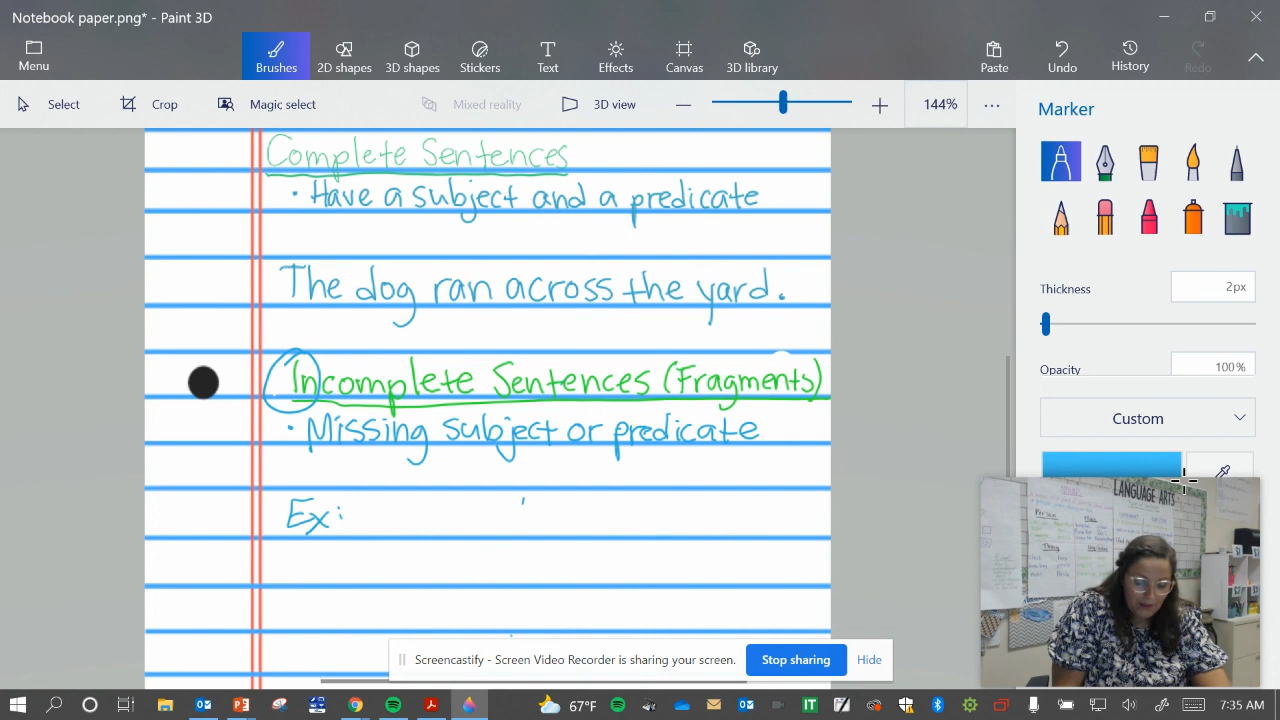 Notebook paper.png* - Paint 3D
Menu
Brushes
2D shapes
3D shapes
Stickers
Text
Effects
Canvas
3D library
Paste
Undo
History
Redo
Select
Crop
Magic select
Mixed reality
3D view
144%
Marker
Thickness
2px
Opacity
100%
Custom
Complete Sentences
• Have a subject and a predicate
The dog ran across the yard.
Incomplete Sentences (Fragments)
• Missing subject or predicate
Ex:
LANGUAGE ARTS
Screencastify - Screen Video Recorder is sharing your screen.
Stop sharing
Hide
67°F
IT
7:35 AM